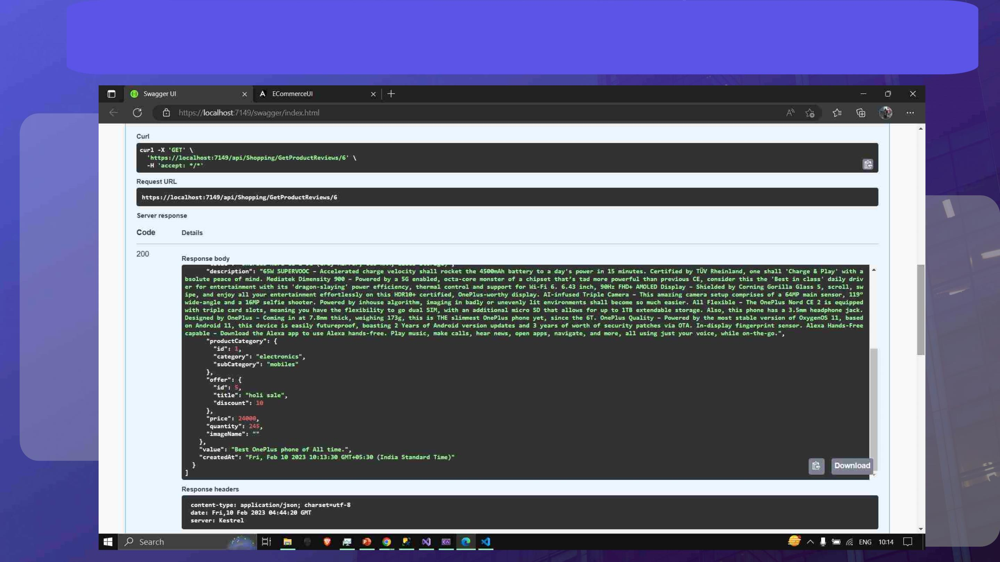 Swagger UI
ECommerceUI
https://localhost:7149/swagger/index.html
Curl
curl -X 'GET' \
'https://localhost:7149/api/Shopping/GetProductReviews/6' \
-H 'accept: */*'
Request URL
https://localhost:7149/api/Shopping/GetProductReviews/6
Server response
Code Details
200
Response body
"description": "65W SUPERVOOC – Accelerated charge velocity shall rocket the 4500mAh battery to a day's power in 15 minutes. Certified by TÜV Rheinland, one shall 'Charge & Play' with a
bsolute peace of mind. Mediatek Dimensity 900 – Powered by a 5G enabled, octa-core monster of a chipset that's tad more powerful than previous CE, consider this the 'Best in class' daily driv
er for entertainment with its 'dragon-slaying' power efficiency, thermal control and support for Wi-Fi 6. 6.43 inch, 90Hz FHD+ AMOLED Display – Shielded by Corning Gorilla Glass 5, scroll, sw
ipe, and enjoy all your entertainment effortlessly on this HDR10+ certified, OnePlus-worthy display. AI-infused Triple Camera – This amazing camera setup comprises of a 64MP main sensor, 119°
wide-angle and a 16MP selfie shooter. Powered by inhouse algorithm, imaging in badly or unevenly lit environments shall become so much easier. All Flexible – The OnePlus Nord CE 2 is equipped
with triple card slots, meaning you have the flexibility to go dual SIM, with an additional micro SD that allows for up to 1TB extendable storage. Also, this phone has a 3.5mm headphone jack.
Designed by OnePlus – Coming in at 7.8mm thick, weighing 173g, this is THE slimmest OnePlus phone yet, since the 6T. OnePlus Quality – Powered by the most stable version of OxygenOS 11, based
on Android 11, this device is easily futureproof, boasting 2 Years of Android version updates and 3 years of worth of security patches via OTA. In-display fingerprint sensor. Alexa Hands-Free
capable – Download the Alexa app to use Alexa hands-free. Play music, make calls, hear news, open apps, navigate, and more, all using just your voice, while on-the-go.",
"productCategory": {
"id": 1,
"category": "electronics",
"subCategory": "mobiles"
},
"offer": {
"id": 5,
"title": "holi sale",
"discount": 10
},
"price": 24000,
"quantity": 245,
"imageName": ""
},
"value": "Best OnePlus phone of All time.",
"createdAt": "Fri, Feb 10 2023 10:13:30 GMT+05:30 (India Standard Time)"
}
]
Download
Response headers
content-type: application/json; charset=utf-8
date: Fri,10 Feb 2023 04:44:20 GMT
server: Kestrel
Search
ENG 10:14